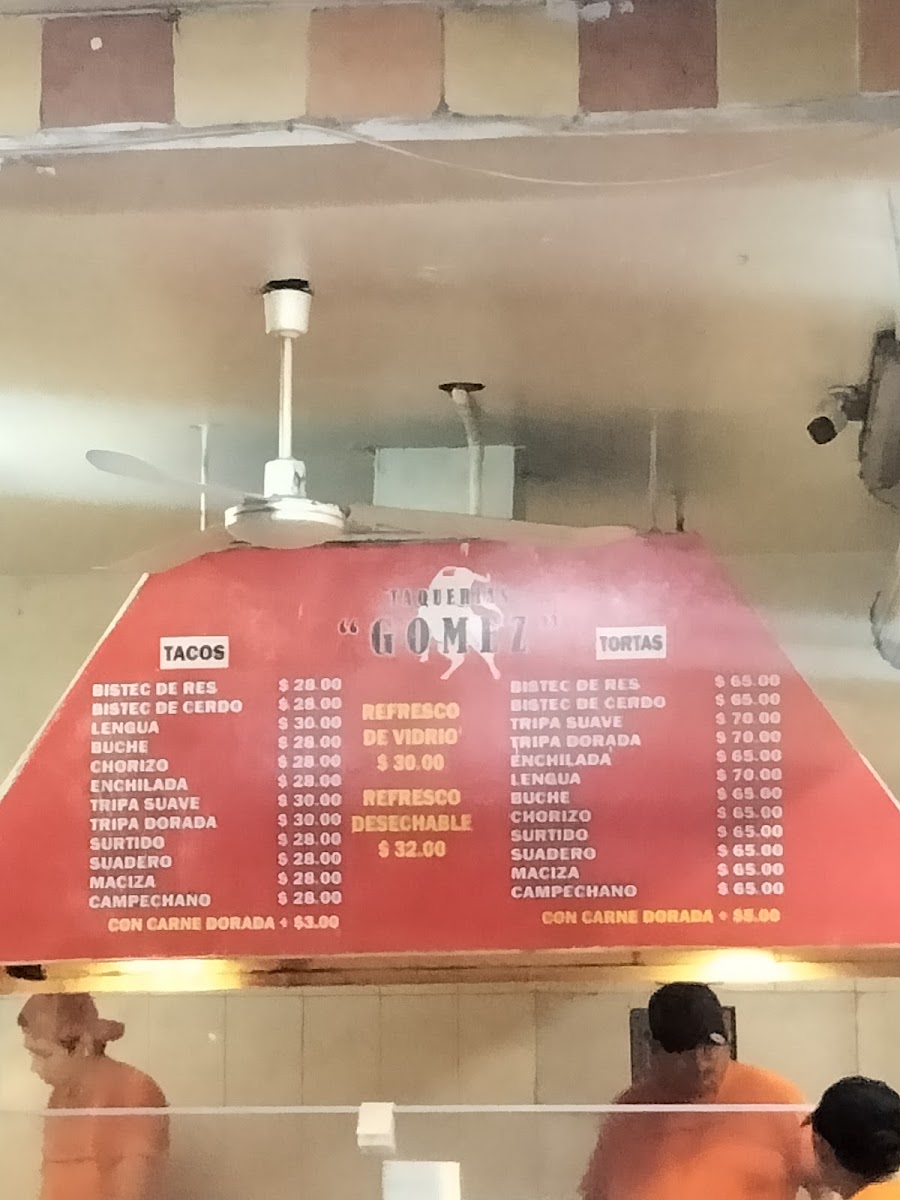 TAQUERIAS
"GOMEZ"
TACOS
BISTEC DE RES $ 28.00
BISTEC DE CERDO $ 28.00
LENGUA $ 30.00
BUCHE $ 28.00
CHORIZO $ 28.00
ENCHILADA $ 28.00
TRIPA SUAVE $ 30.00
TRIPA DORADA $ 30.00
SURTIDO $ 28.00
SUADERO $ 28.00
MACIZA $ 28.00
CAMPECHANO $ 28.00
CON CARNE DORADA + $3.00
REFRESCO
DE VIDRIO
$ 30.00
REFRESCO
DESECHABLE
$ 32.00
TORTAS
BISTEC DE RES $ 65.00
BISTEC DE CERDO $ 65.00
TRIPA SUAVE $ 70.00
TRIPA DORADA $ 70.00
ENCHILADA $ 65.00
LENGUA $ 70.00
BUCHE $ 65.00
CHORIZO $ 65.00
SURTIDO $ 65.00
SUADERO $ 65.00
MACIZA $ 65.00
CAMPECHANO $ 65.00
CON CARNE DORADA + $5.00